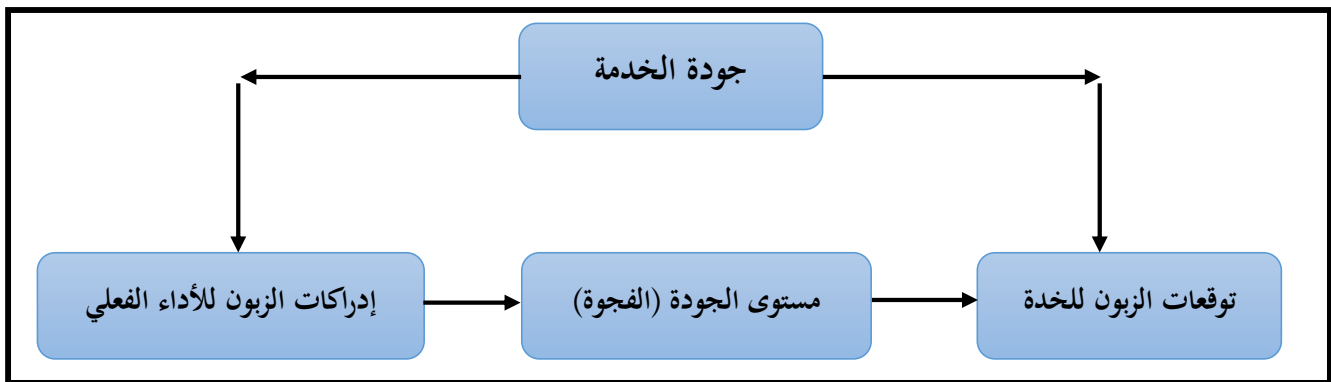 جودة الخدمة
توقعات الزبون للخدة
مستوى الجودة (الفجوة)
إدراكات الزبون للأداء الفعلي